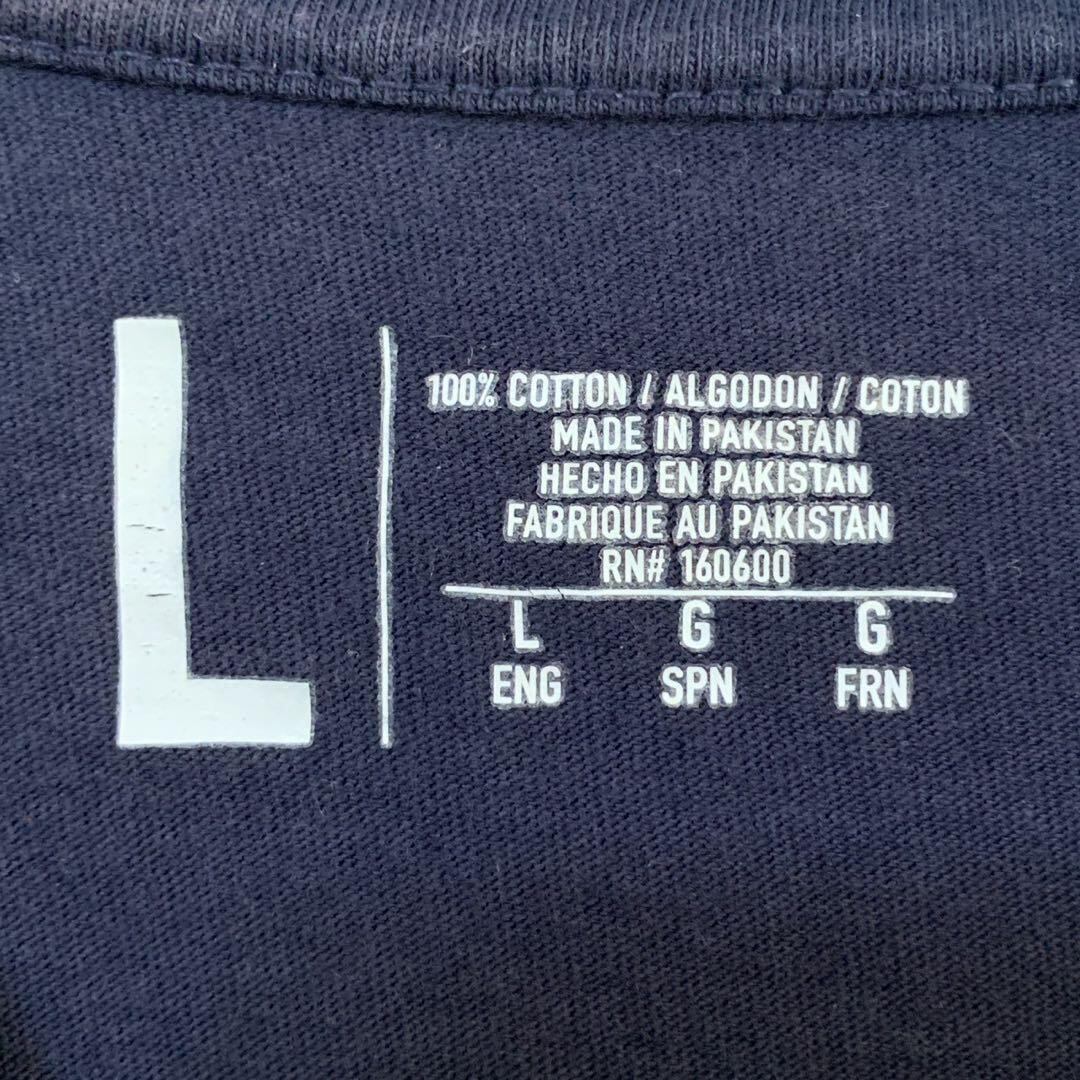 L
100% COTTON / ALGODON / COTON
MADE IN PAKISTAN
HECHO EN PAKISTAN
FABRIQUE AU PAKISTAN
RN# 160600
L G G
ENG SPN FRN